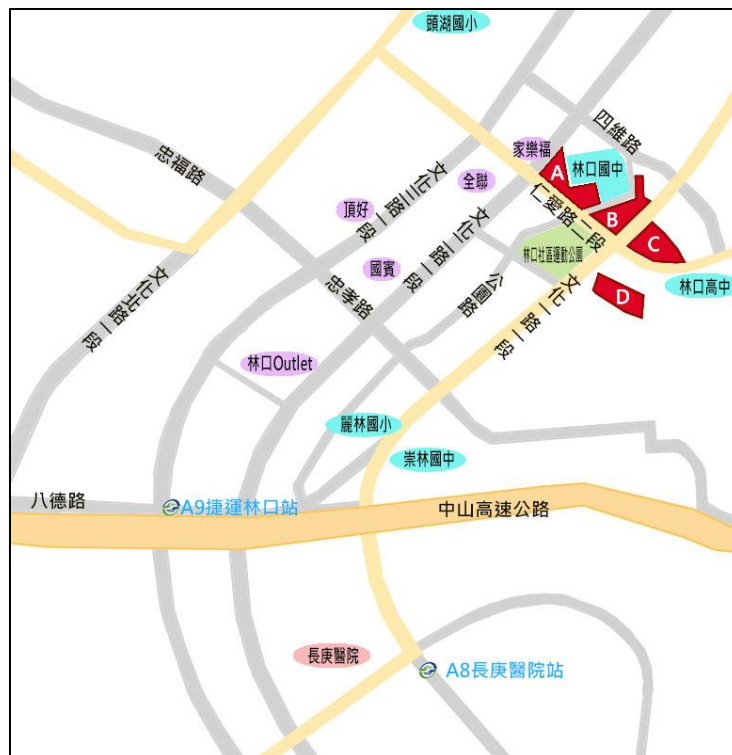 頭湖國小
四維路
忠福路
家樂福
A
林口國中
全聯
文化三路一段
頂好
仁愛路二段
B
C
文化二路一段
林口社區運動公園
國賓
公園路
林口高中
D
文化北路一段
忠孝路
文化一路一段
林口Outlet
麗林國小
崇林國中
八德路
A9捷運林口站
中山高速公路
長庚醫院
A8長庚醫院站